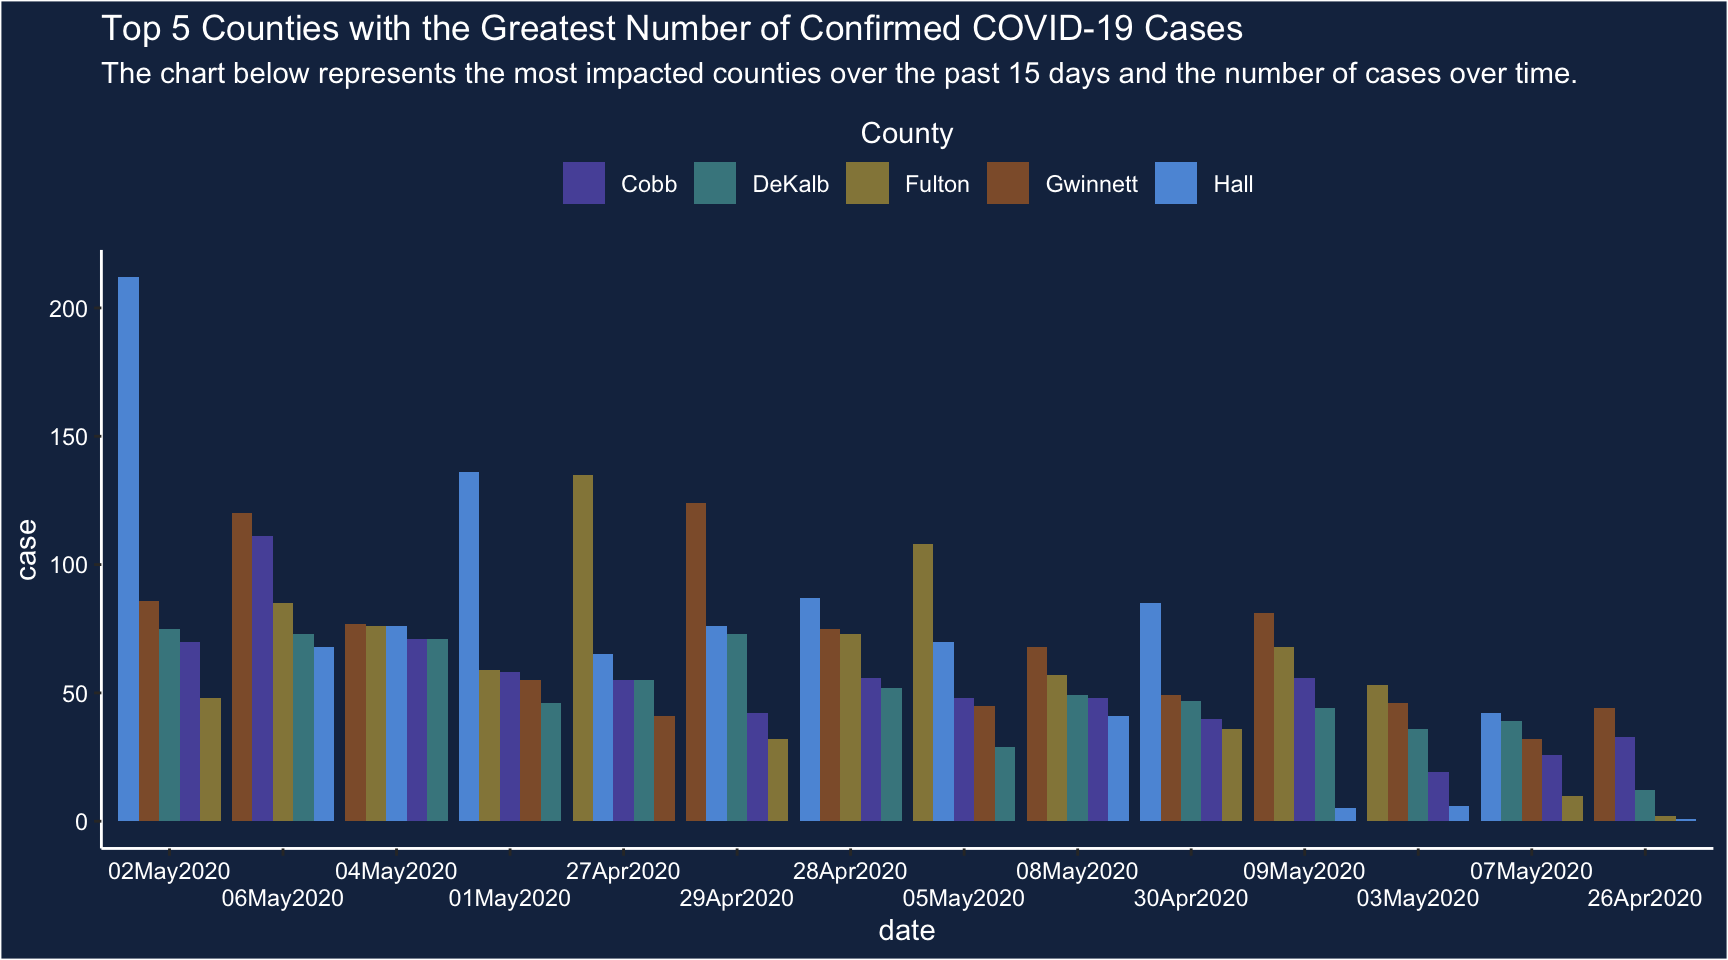 Top 5 Counties with the Greatest Number of Confirmed COVID-19 Cases
The chart below represents the most impacted counties over the past 15 days and the number of cases over time.
County
Cobb DeKalb Fulton Gwinnett Hall
200
150
100
50
0
case
02May2020 04May2020 27Apr2020 28Apr2020 08May2020 09May2020 07May2020
06May2020 01May2020 29Apr2020 05May2020 30Apr2020 03May2020 26Apr2020
date